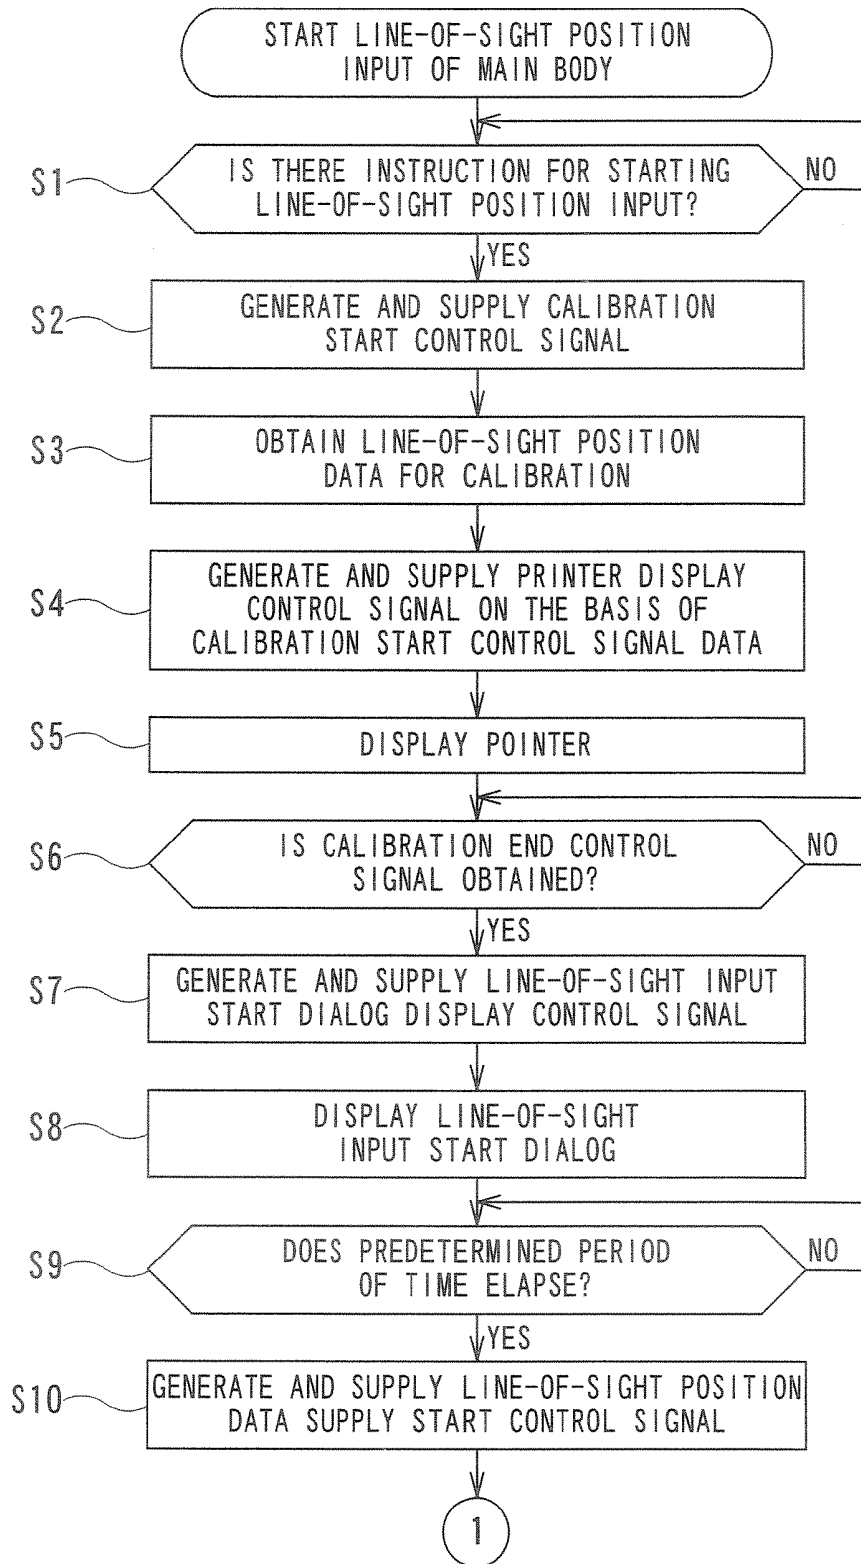 START LINE-OF-SIGHT POSITION
INPUT OF MAIN BODY
S1
IS THERE INSTRUCTION FOR STARTING
LINE-OF-SIGHT POSITION INPUT?
NO
YES
S2
GENERATE AND SUPPLY CALIBRATION
START CONTROL SIGNAL
S3
OBTAIN LINE-OF-SIGHT POSITION
DATA FOR CALIBRATION
S4
GENERATE AND SUPPLY PRINTER DISPLAY
CONTROL SIGNAL ON THE BASIS OF
CALIBRATION START CONTROL SIGNAL DATA
S5
DISPLAY POINTER
S6
IS CALIBRATION END CONTROL
SIGNAL OBTAINED?
NO
YES
S7
GENERATE AND SUPPLY LINE-OF-SIGHT INPUT
START DIALOG DISPLAY CONTROL SIGNAL
S8
DISPLAY LINE-OF-SIGHT
INPUT START DIALOG
S9
DOES PREDETERMINED PERIOD
OF TIME ELAPSE?
NO
YES
S10
GENERATE AND SUPPLY LINE-OF-SIGHT POSITION
DATA SUPPLY START CONTROL SIGNAL
1